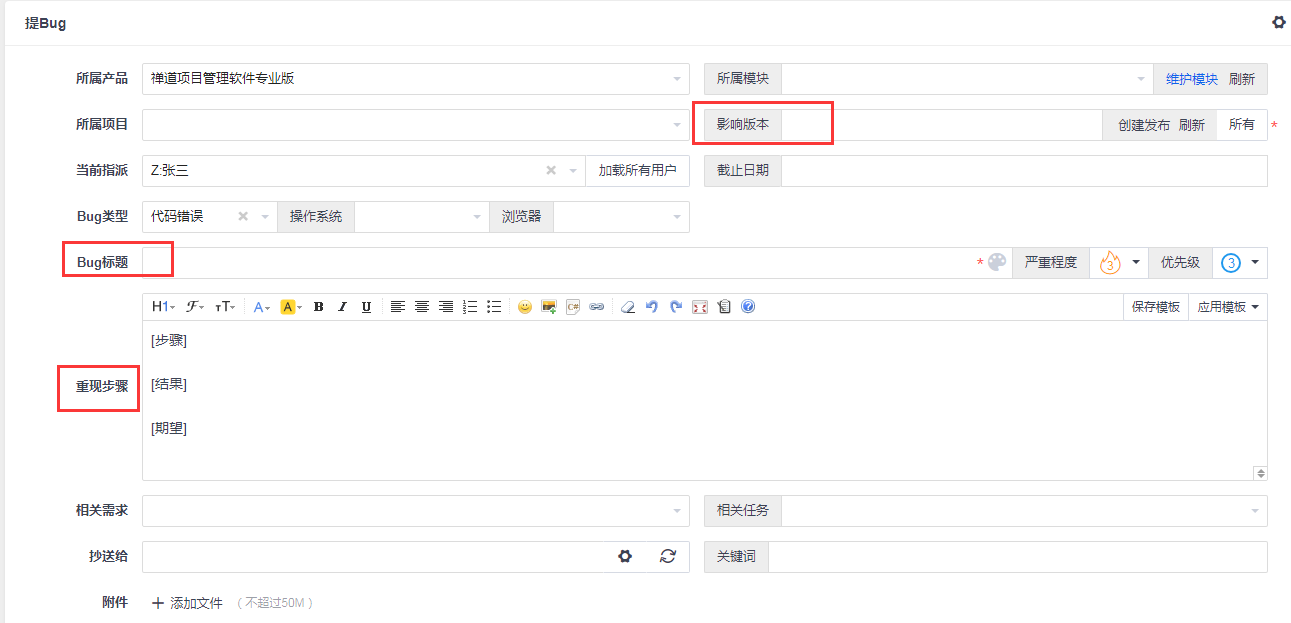 提Bug
所属产品 禅道项目管理软件专业版 所属模块 维护模块 刷新
所属项目 影响版本 创建发布 刷新 所有 *
当前指派 Z:张三 加载所有用户 截止日期
Bug类型 代码错误 操作系统 浏览器
Bug标题 * 严重程度 3 优先级 3
H1 F TT A A B I U C# 保存模板 应用模板
[步骤]
[结果]
重现步骤
[期望]
相关需求 相关任务
抄送给 关键词
附件 + 添加文件 (不超过50M)